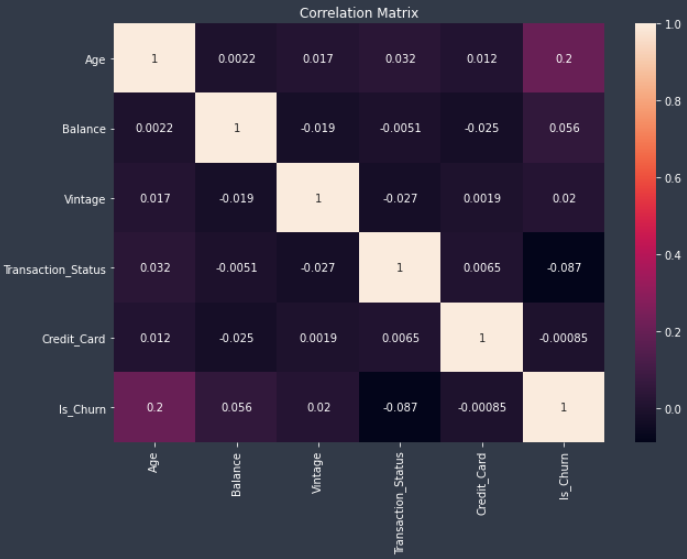 Correlation Matrix
Age 1 0.0022 0.017 0.032 0.012 0.2
Balance 0.0022 1 -0.019 -0.0051 -0.025 0.056
Vintage 0.017 -0.019 1 -0.027 0.0019 0.02
Transaction_Status 0.032 -0.0051 -0.027 1 0.0065 -0.087
Credit_Card 0.012 -0.025 0.0019 0.0065 1 -0.00085
Is_Churn 0.2 0.056 0.02 -0.087 -0.00085 1
Age Balance Vintage Transaction_Status Credit_Card Is_Churn
1.0
0.8
0.6
0.4
0.2
0.0